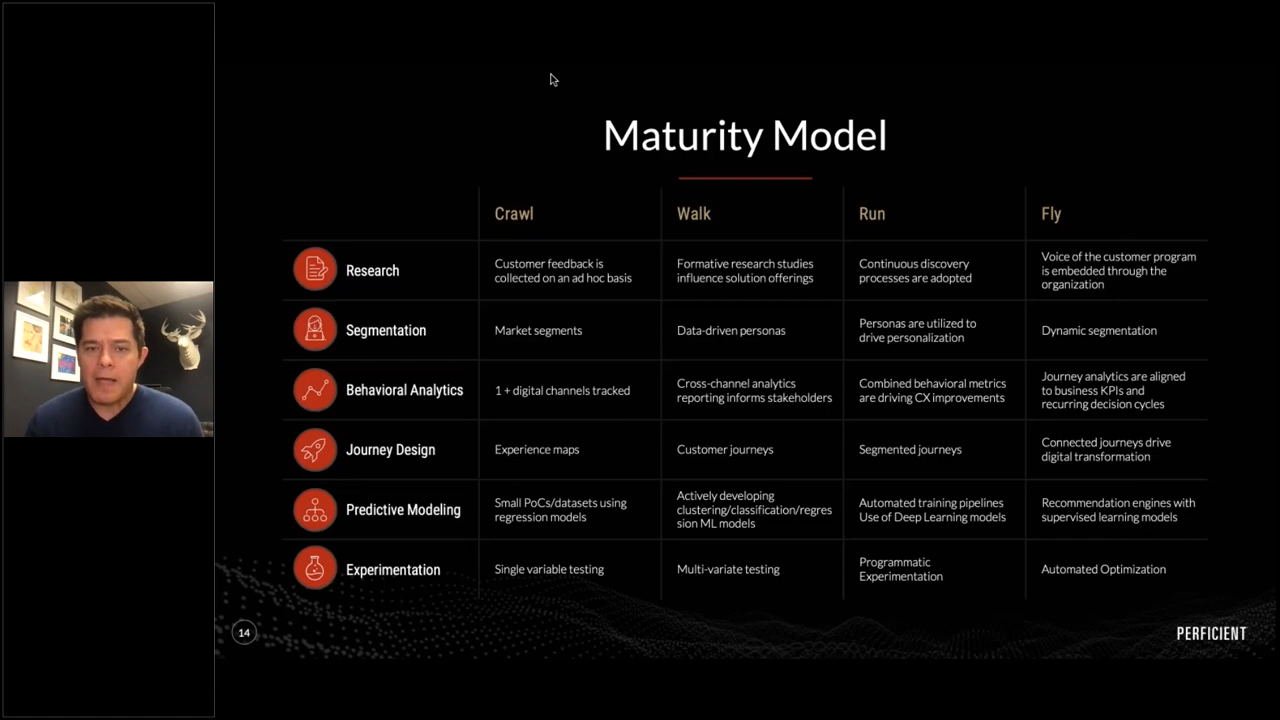 Maturity Model
Crawl
Walk
Run
Fly
Research
Customer feedback is
collected on an ad hoc basis
Formative research studies
influence solution offerings
Continuous discovery
processes are adopted
Voice of the customer program
is embedded through the
organization
Segmentation
Market segments
Data-driven personas
Personas are utilized to
drive personalization
Dynamic segmentation
Behavioral Analytics
1 + digital channels tracked
Cross-channel analytics
reporting informs stakeholders
Combined behavioral metrics
are driving CX improvements
Journey analytics are aligned
to business KPIs and
recurring decision cycles
Journey Design
Experience maps
Customer journeys
Segmented journeys
Connected journeys drive
digital transformation
Predictive Modeling
Small PoCs/datasets using
regression models
Actively developing
clustering/classification/regres
sion ML models
Automated training pipelines
Use of Deep Learning models
Recommendation engines with
supervised learning models
Experimentation
Single variable testing
Multi-variate testing
Programmatic
Experimentation
Automated Optimization
14
PERFICIENT